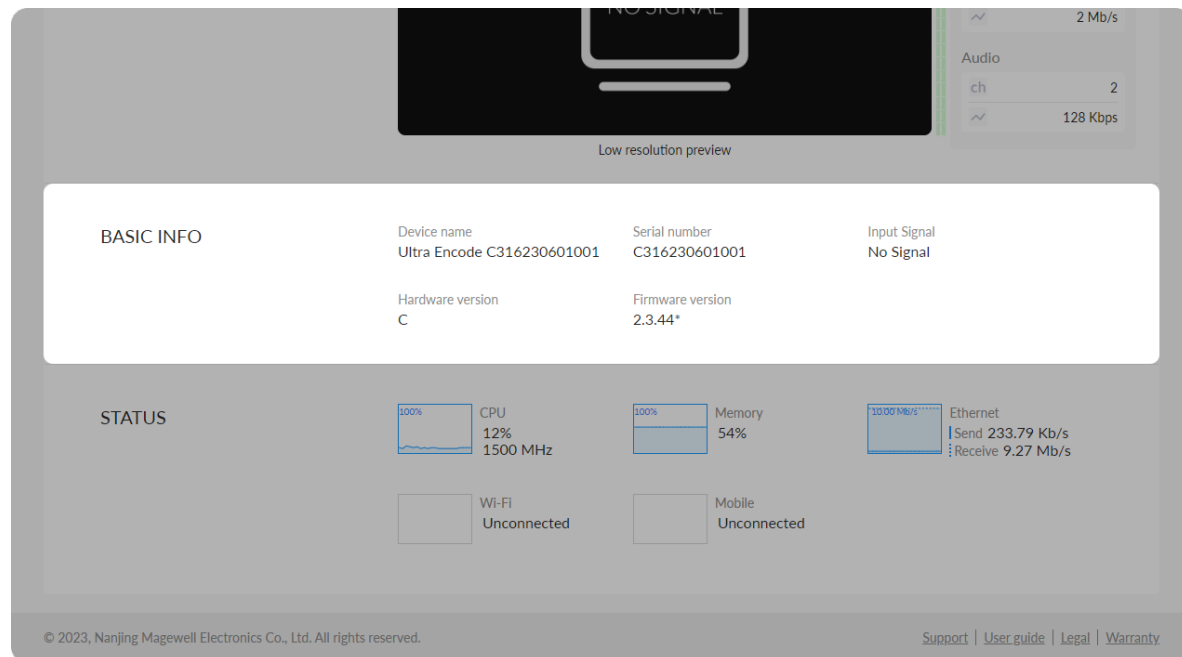 NO SIGNAL
2 Mb/s
Audio
ch 2
128 Kbps
Low resolution preview
BASIC INFO
Device name
Ultra Encode C316230601001
Serial number
C316230601001
Input Signal
No Signal
Hardware version
C
Firmware version
2.3.44*
STATUS
100%
CPU
12%
1500 MHz
100%
Memory
54%
10.00 Mb/s
Ethernet
Send 233.79 Kb/s
Receive 9.27 Mb/s
Wi-Fi
Unconnected
Mobile
Unconnected
© 2023, Nanjing Magewell Electronics Co., Ltd. All rights reserved.
Support | User guide | Legal | Warranty